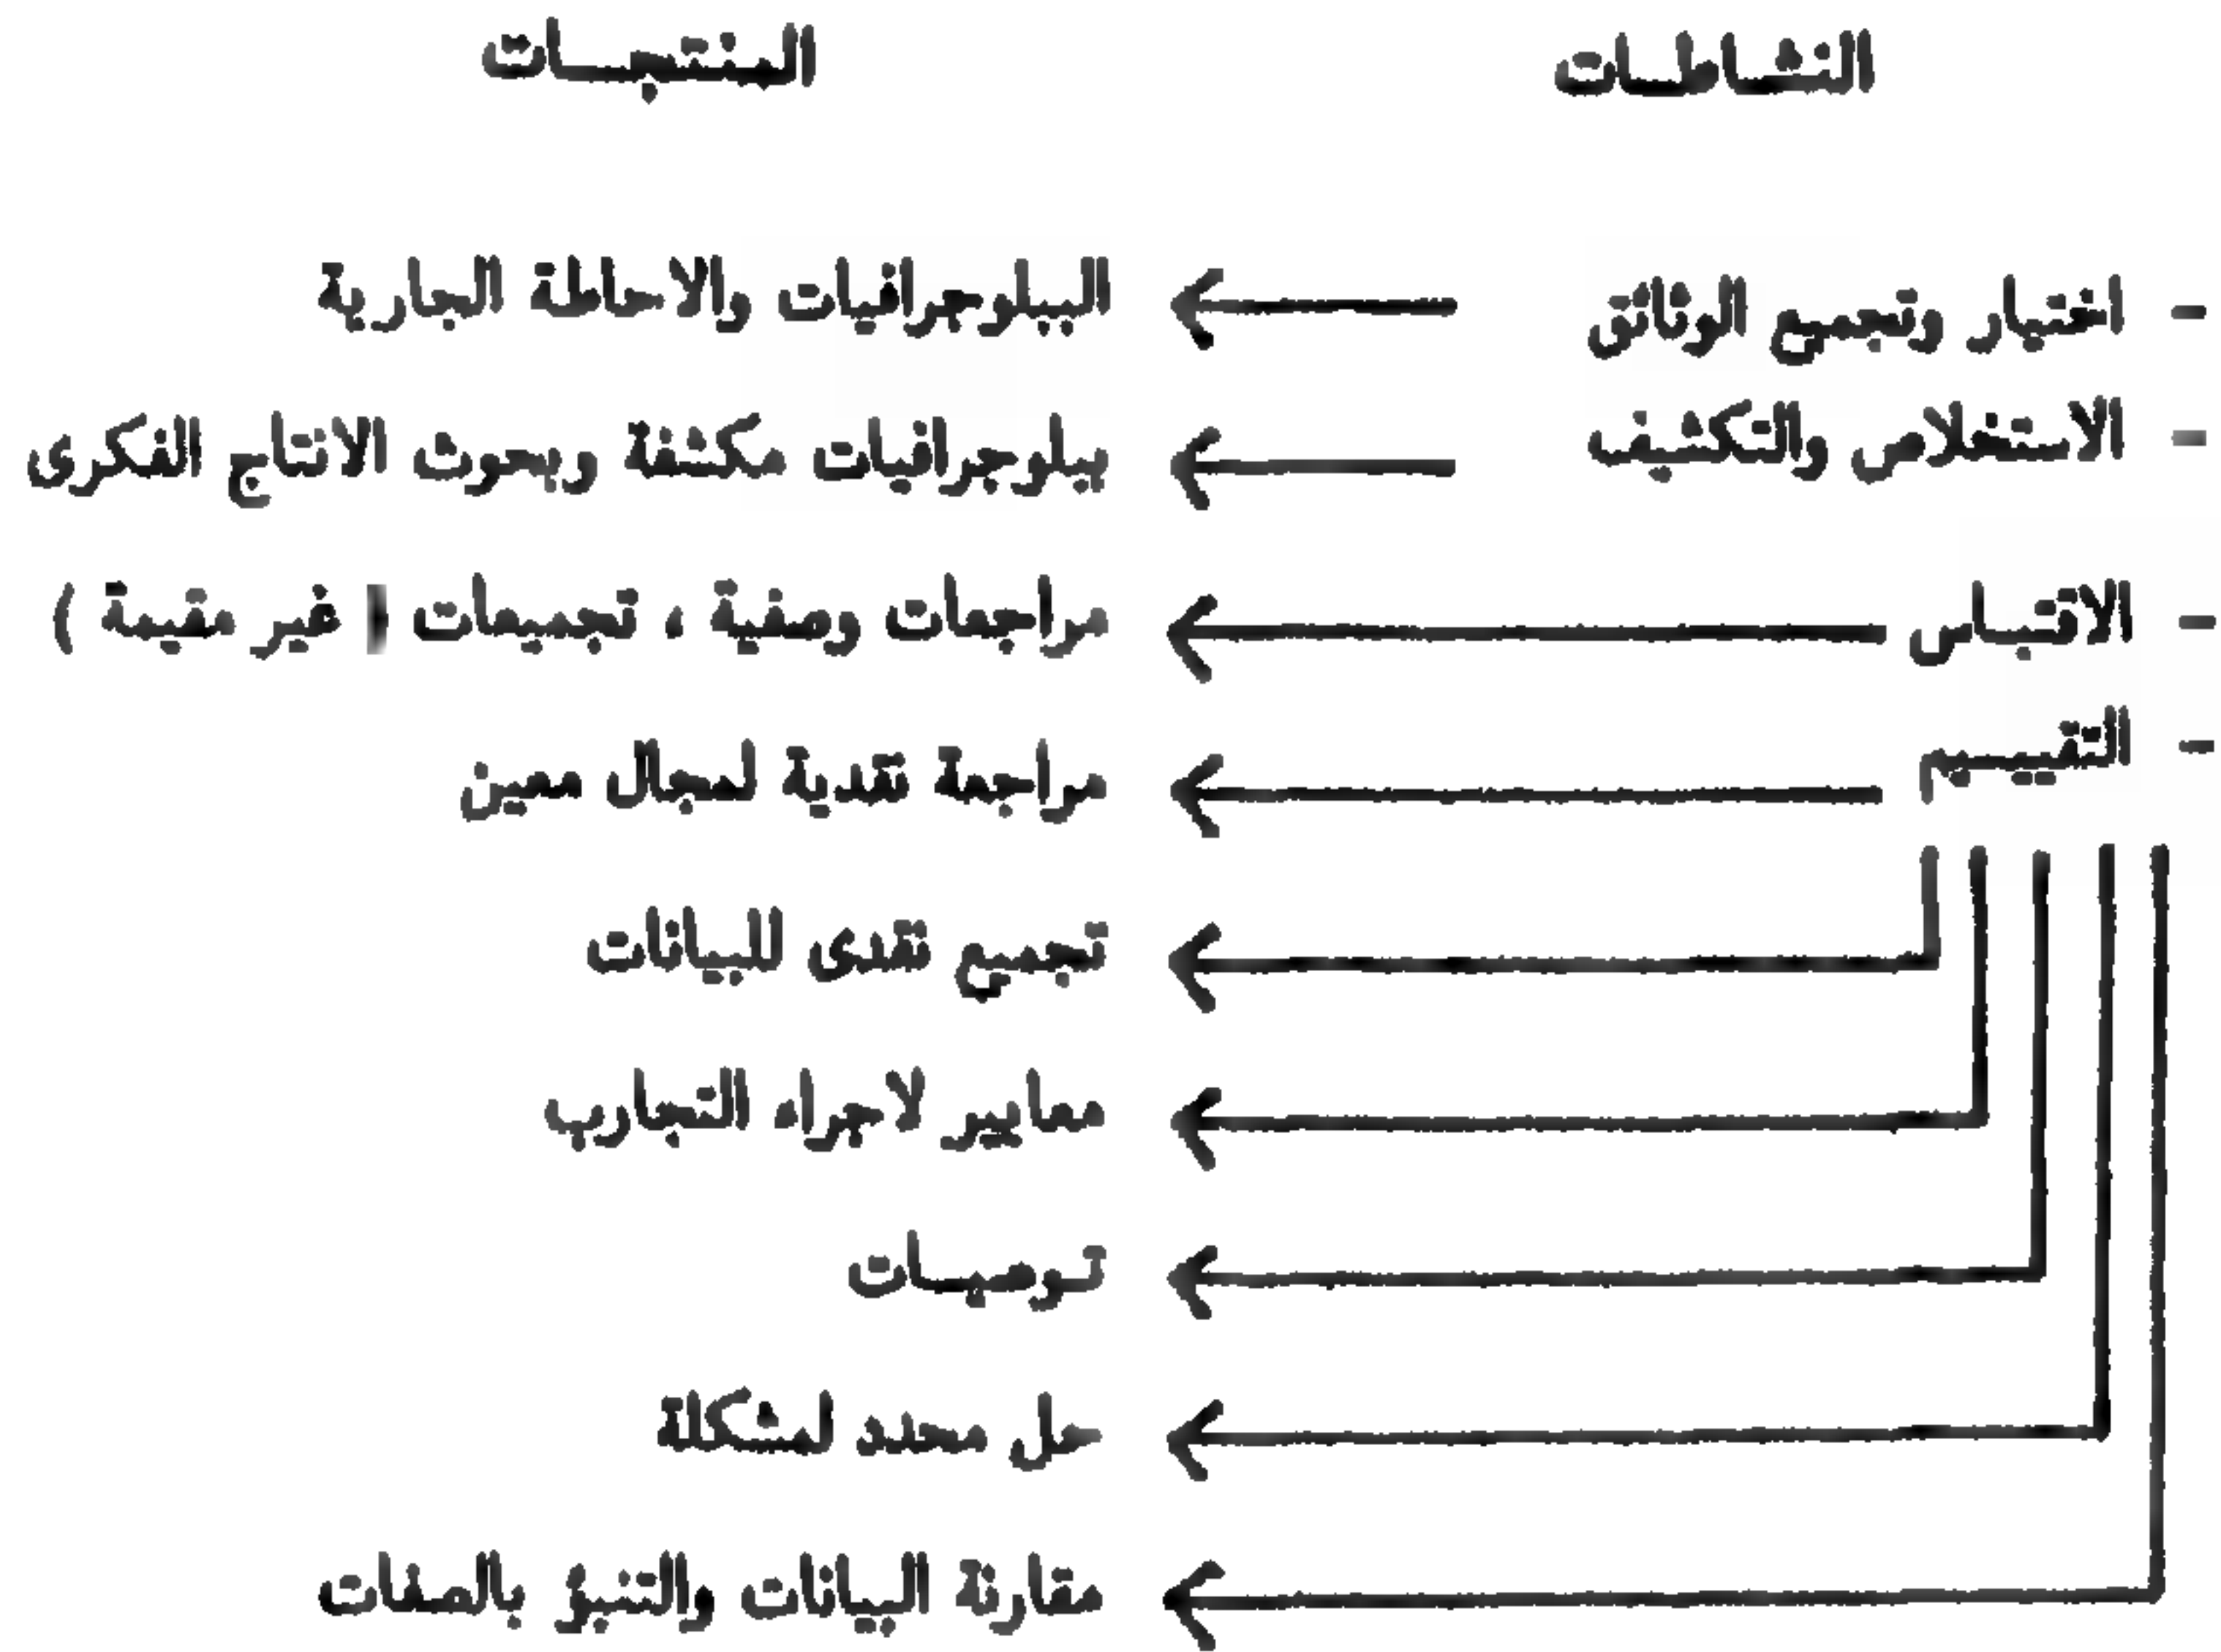 النشاطات المنتجات
- اختيار وتجميع الوثائق الببلوجرافيات والاحاطة الجارية
- الاستخلاص والتكشيف ببلوجرافيات مكشفة وبحوث الانتاج الفكرى
- الاقتباس مراجعات وصفية ، تجميعات ( غير مقيمة )
- التقييم مراجعة نقدية لمجال معين
تجميع نقدى للبيانات
معايير لاجراء التجارب
توصيات
حل محدد لمشكلة
مقارنة البيانات والتنبؤ بالصفات